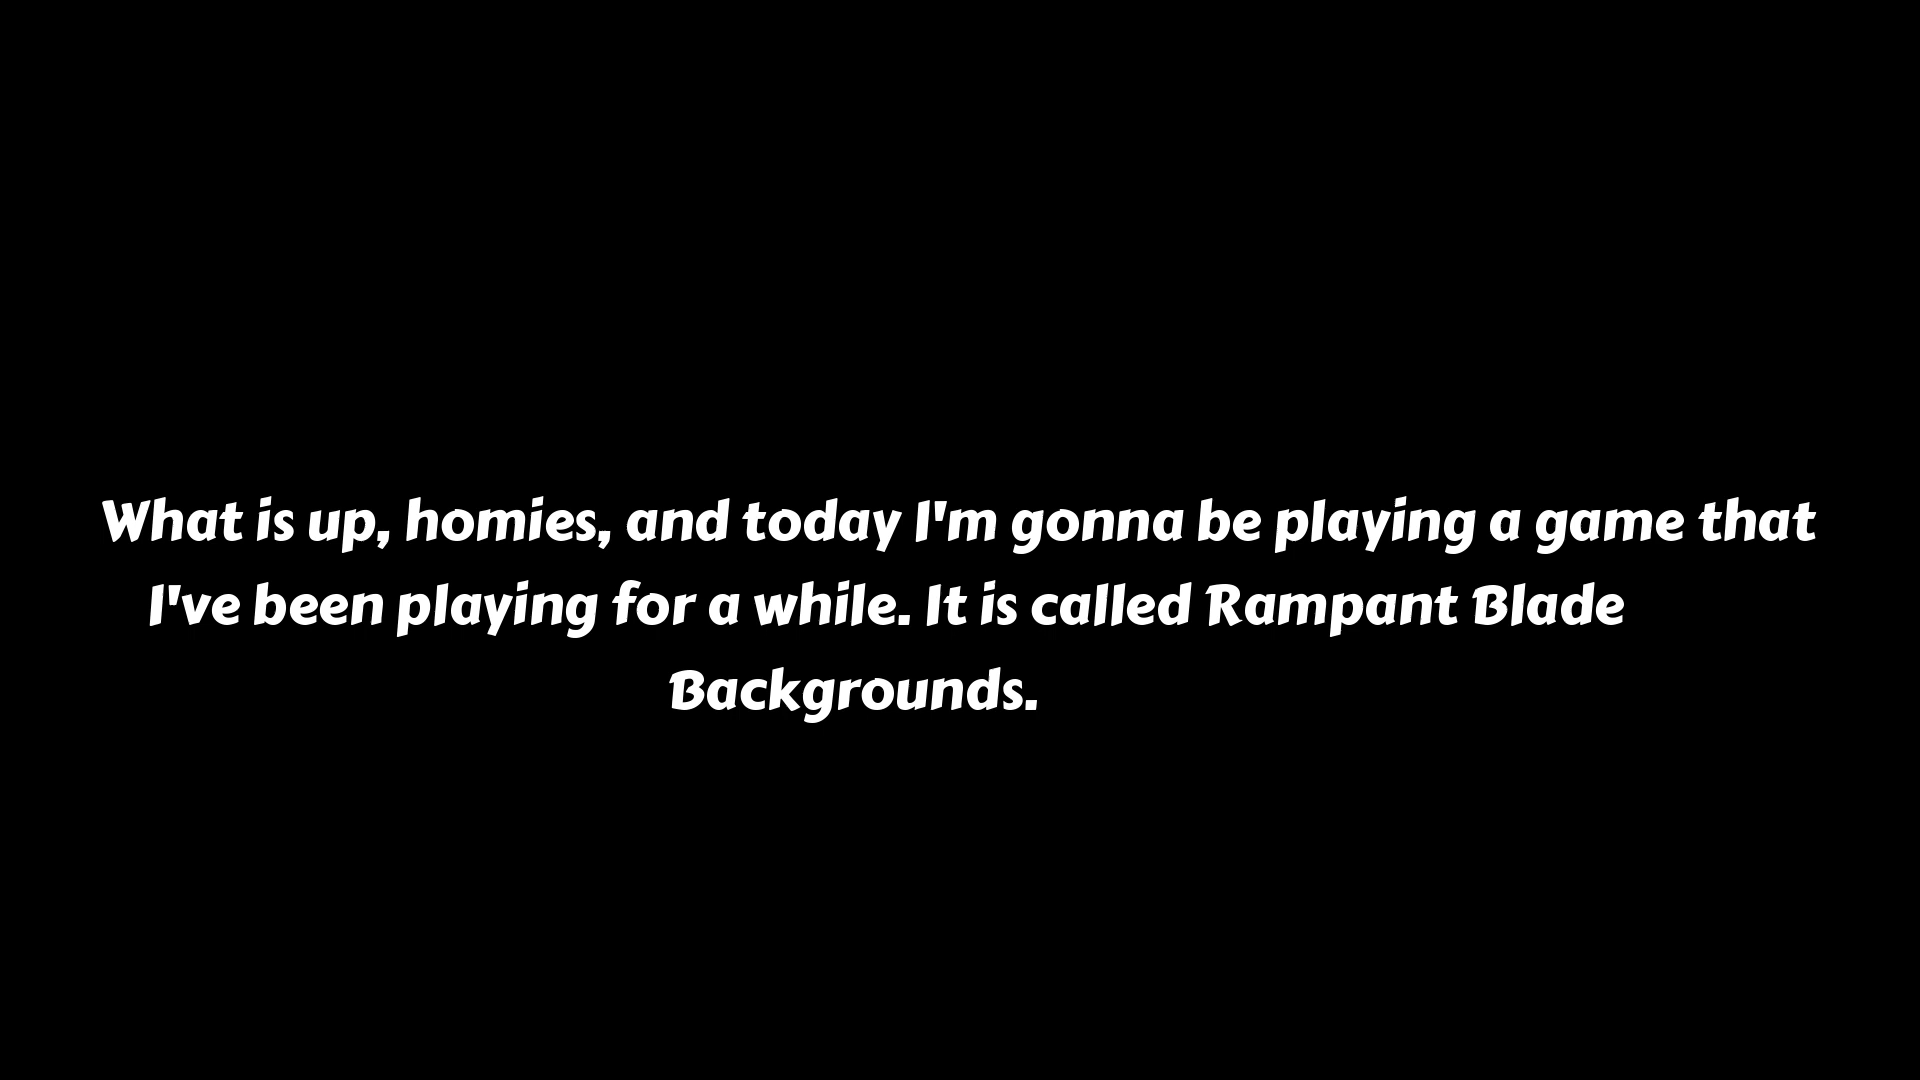 What is up, homies, and today I'm gonna be playing a game that
I've been playing for a while. It is called Rampant Blade
Backgrounds.